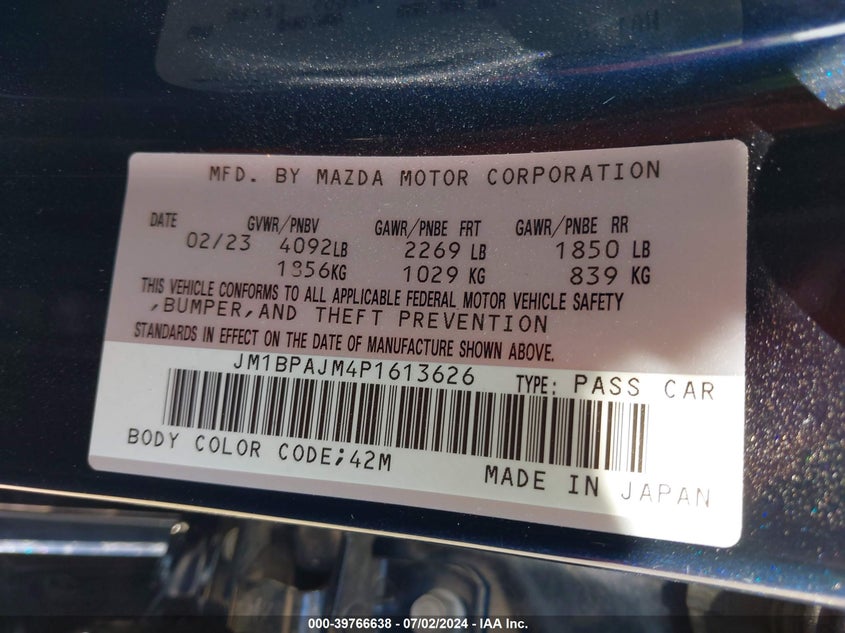 MFD. BY MAZDA MOTOR CORPORATION
DATE GVWR/PNBV GAWR/PNBE FRT GAWR/PNBE RR
02/23 4092LB 2269 LB 1850 LB
1856KG 1029 KG 839 KG
THIS VEHICLE CONFORMS TO ALL APPLICABLE FEDERAL MOTOR VEHICLE SAFETY
,BUMPER,AND THEFT PREVENTION
STANDARDS IN EFFECT ON THE DATE OF MANUFACTURE SHOWN ABOVE.
JM1BPAJM4P1613626 TYPE: PASS CAR
BODY COLOR CODE;42M
MADE IN JAPAN
000-39766638 - 07/02/2024 - IAA Inc.